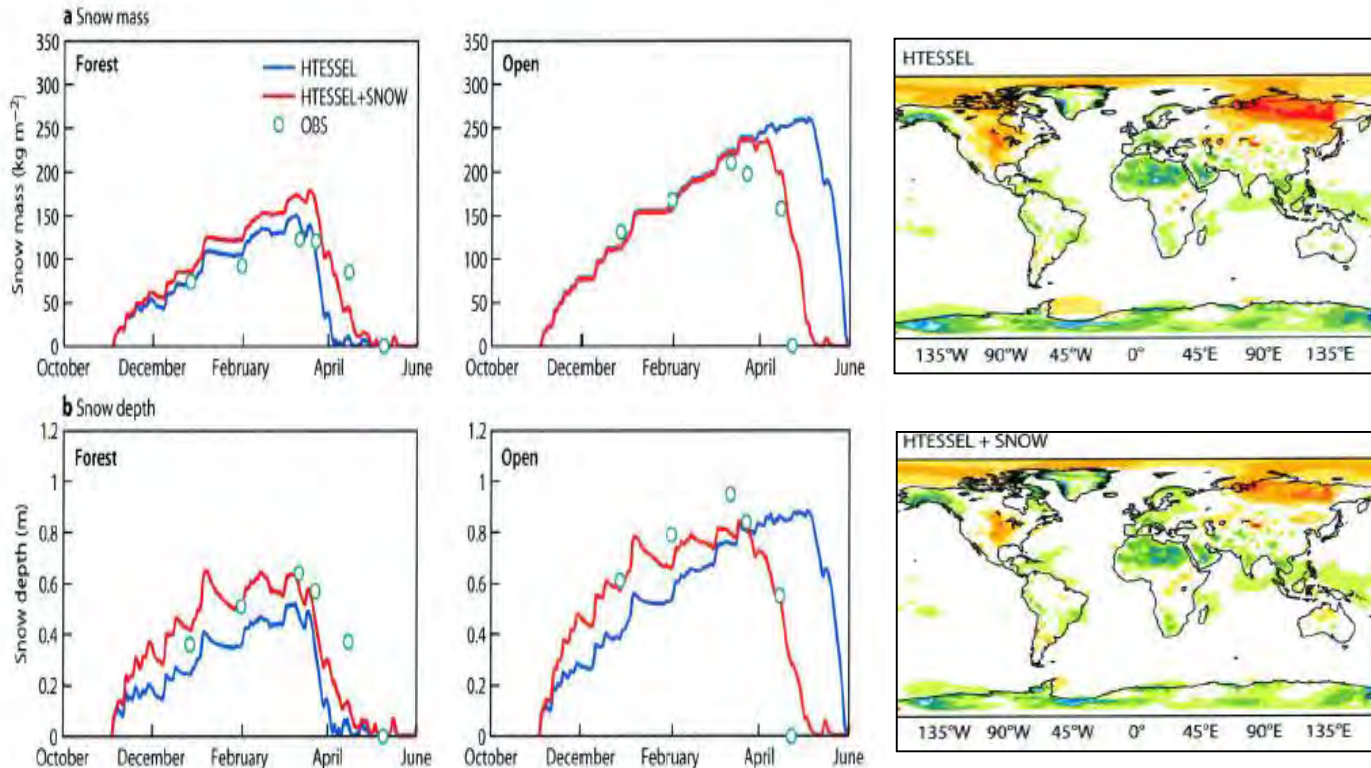 a Snow mass
350
300
250
200
150
100
50
0
Snow mass (kg m⁻²)
Forest
HTESSEL
HTESSEL+SNOW
OBS
October December February April June
350
300
250
200
150
100
50
0
Open
October December February April June
HTESSEL
135°W 90°W 45°W 0° 45°E 90°E 135°E
b Snow depth
1.2
1
0.8
0.6
0.4
0.2
0
Snow depth (m)
Forest
October December February April June
1.2
1
0.8
0.6
0.4
0.2
0
Open
October December February April June
HTESSEL + SNOW
135°W 90°W 45°W 0° 45°E 90°E 135°E